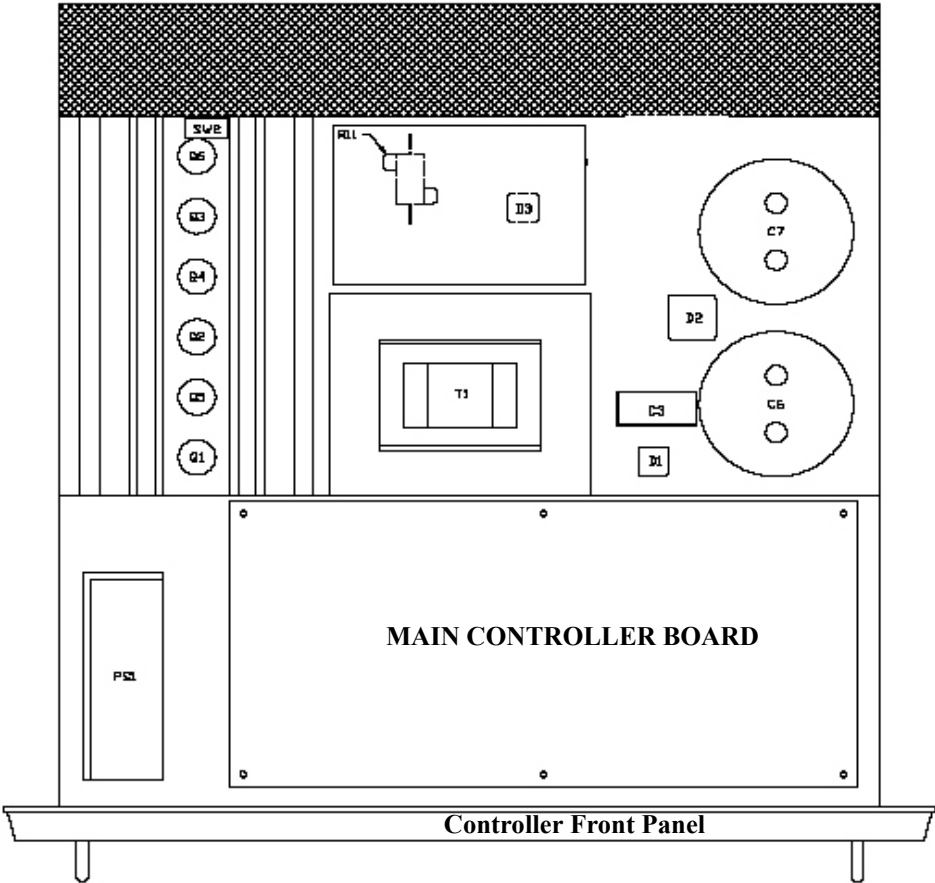 SW2
Q6
R11
Q3
D3
C7
Q4
Q2
D2
T1
C6
C3
Q5
Q1
D1
MAIN CONTROLLER BOARD
PS1
Controller Front Panel